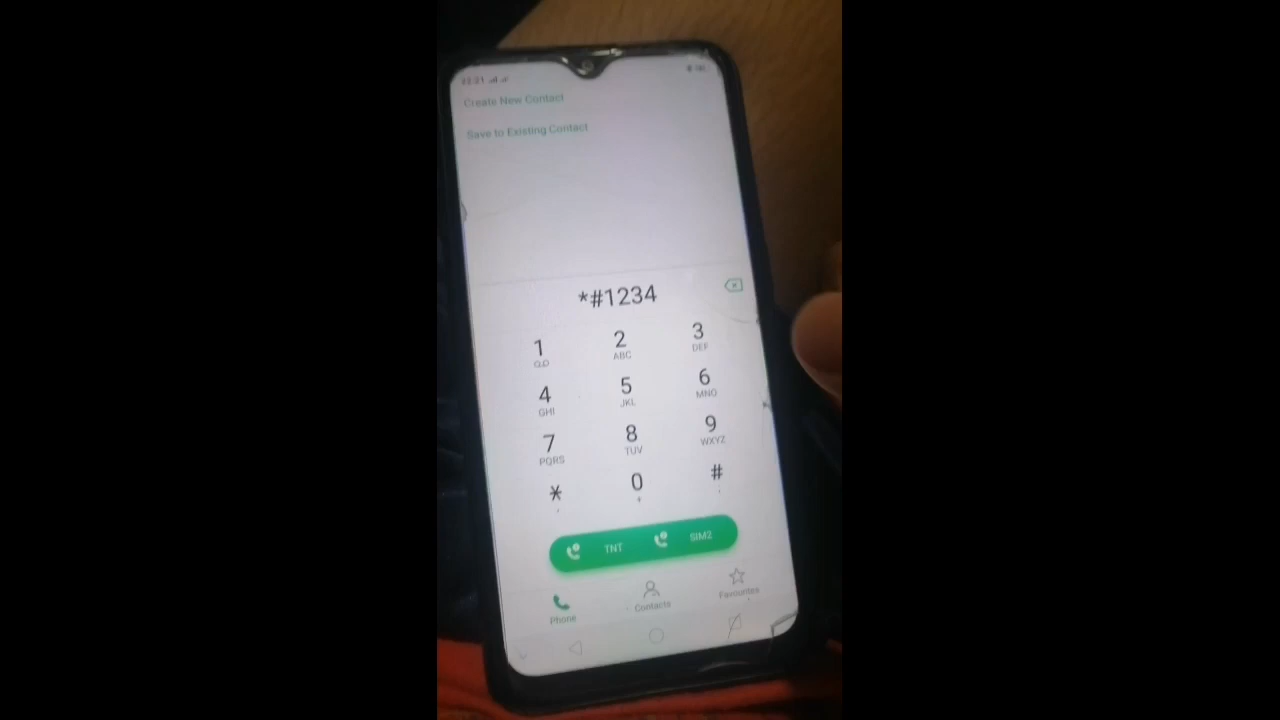 Create New Contact
Save to Existing Contact
*#1234
1 2 3
ABC DEF
4 5 6
GHI JKL MNO
7 8 9
PQRS TUV WXYZ
* 0 #
+
TNT SIM2
Phone Contacts Favourites